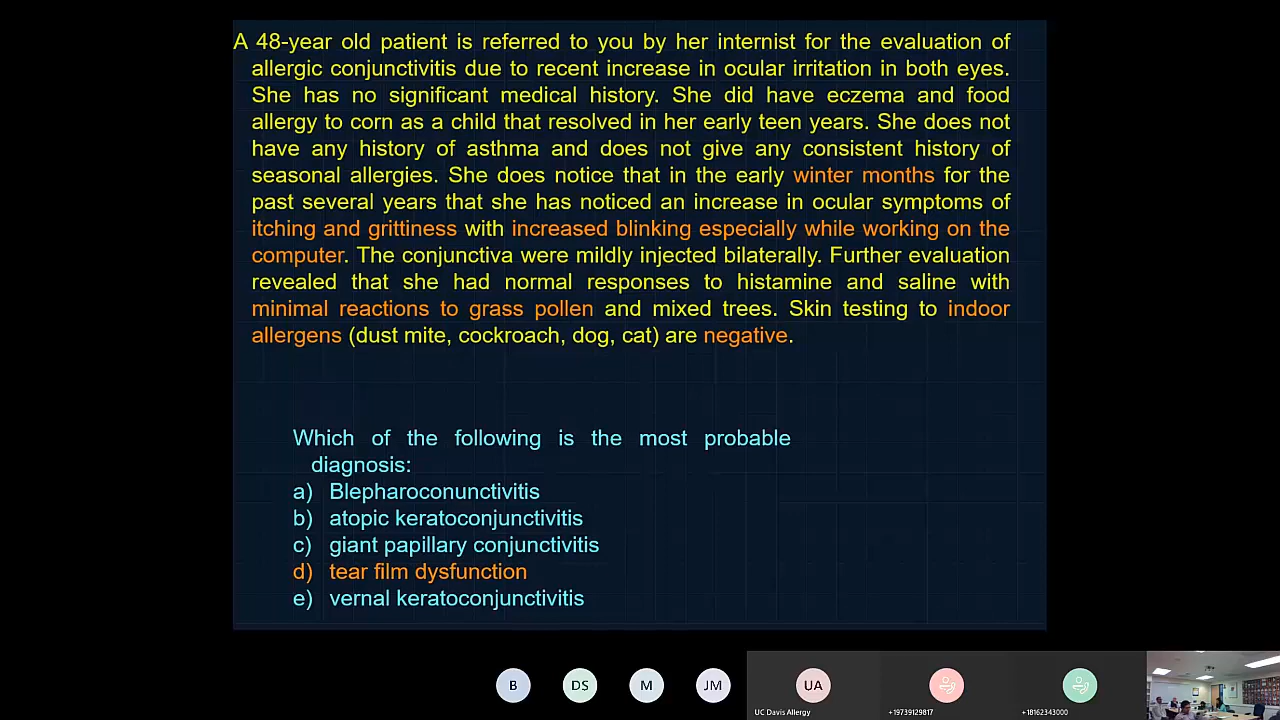 A 48-year old patient is referred to you by her internist for the evaluation of
allergic conjunctivitis due to recent increase in ocular irritation in both eyes.
She has no significant medical history. She did have eczema and food
allergy to corn as a child that resolved in her early teen years. She does not
have any history of asthma and does not give any consistent history of
seasonal allergies. She does notice that in the early winter months for the
past several years that she has noticed an increase in ocular symptoms of
itching and grittiness with increased blinking especially while working on the
computer. The conjunctiva were mildly injected bilaterally. Further evaluation
revealed that she had normal responses to histamine and saline with
minimal reactions to grass pollen and mixed trees. Skin testing to indoor
allergens (dust mite, cockroach, dog, cat) are negative.
Which of the following is the most probable
diagnosis:
a) Blepharoconunctivitis
b) atopic keratoconjunctivitis
c) giant papillary conjunctivitis
d) tear film dysfunction
e) vernal keratoconjunctivitis
B DS M JM UA
UC Davis Allergy +19739129817 +18162343000